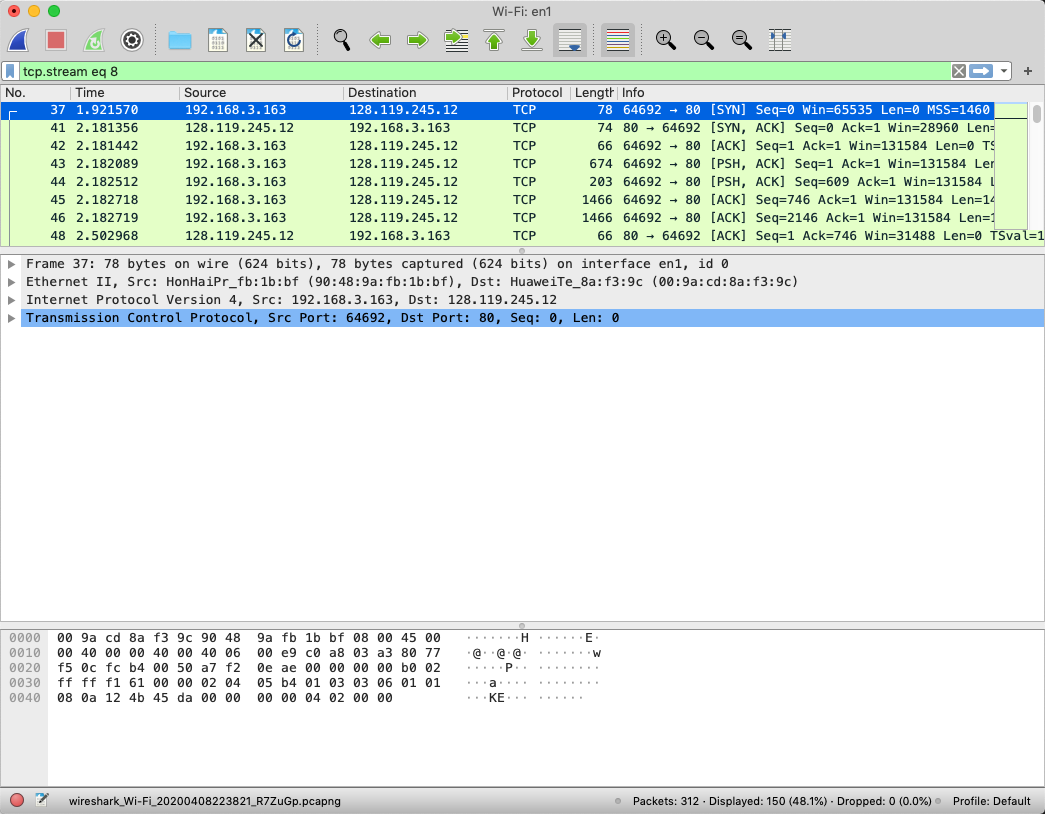 Wi-Fi: en1
tcp.stream eq 8
No. Time Source Destination Protocol Length Info
37 1.921570 192.168.3.163 128.119.245.12 TCP 78 64692 → 80 [SYN] Seq=0 Win=65535 Len=0 MSS=1460
41 2.181356 128.119.245.12 192.168.3.163 TCP 74 80 → 64692 [SYN, ACK] Seq=0 Ack=1 Win=28960 Len=
42 2.181442 192.168.3.163 128.119.245.12 TCP 66 64692 → 80 [ACK] Seq=1 Ack=1 Win=131584 Len=0 TS
43 2.182089 192.168.3.163 128.119.245.12 TCP 674 64692 → 80 [PSH, ACK] Seq=1 Ack=1 Win=131584 Ler
44 2.182512 192.168.3.163 128.119.245.12 TCP 203 64692 → 80 [PSH, ACK] Seq=609 Ack=1 Win=131584 L
45 2.182718 192.168.3.163 128.119.245.12 TCP 1466 64692 → 80 [ACK] Seq=746 Ack=1 Win=131584 Len=14
46 2.182719 192.168.3.163 128.119.245.12 TCP 1466 64692 → 80 [ACK] Seq=2146 Ack=1 Win=131584 Len=1
48 2.502968 128.119.245.12 192.168.3.163 TCP 66 80 → 64692 [ACK] Seq=1 Ack=746 Win=31488 Len=0 TSval=1
Frame 37: 78 bytes on wire (624 bits), 78 bytes captured (624 bits) on interface en1, id 0
Ethernet II, Src: HonHaiPr_fb:1b:bf (90:48:9a:fb:1b:bf), Dst: HuaweiTe_8a:f3:9c (00:9a:cd:8a:f3:9c)
Internet Protocol Version 4, Src: 192.168.3.163, Dst: 128.119.245.12
Transmission Control Protocol, Src Port: 64692, Dst Port: 80, Seq: 0, Len: 0
0000 00 9a cd 8a f3 9c 90 48 9a fb 1b bf 08 00 45 00 ·······H ······E·
0010 00 40 00 00 40 00 40 06 00 e9 c0 a8 03 a3 80 77 ·@··@·@· ·······w
0020 f5 0c fc b4 00 50 a7 f2 0e ae 00 00 00 00 b0 02 ·····P·· ········
0030 ff ff f1 61 00 00 02 04 05 b4 01 03 03 06 01 01 ···a···· ········
0040 08 0a 12 4b 45 da 00 00 00 00 04 02 00 00 ···KE··· ······
wireshark_Wi-Fi_20200408223821_R7ZuGp.pcapng Packets: 312 · Displayed: 150 (48.1%) · Dropped: 0 (0.0%) Profile: Default